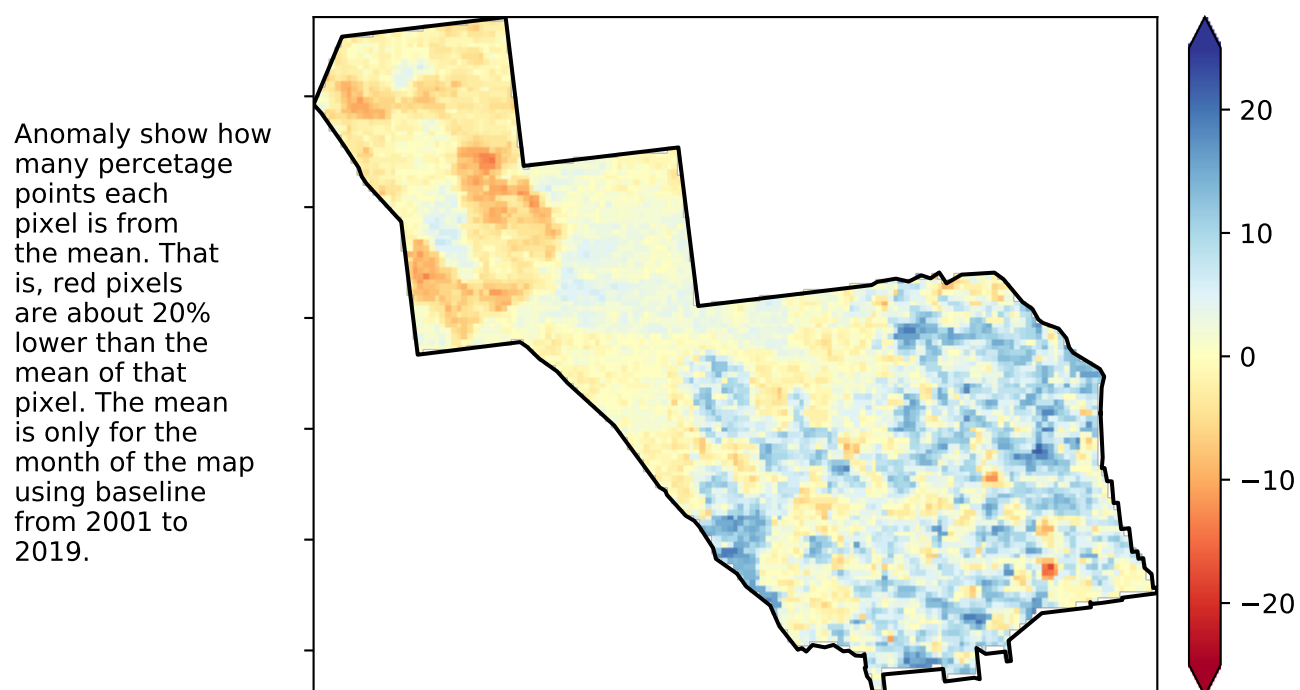 Anomaly show how
many percetage
points each
pixel is from
the mean. That
is, red pixels
are about 20%
lower than the
mean of that
pixel. The mean
is only for the
month of the map
using baseline
from 2001 to
2019.
20
10
0
−10
−20